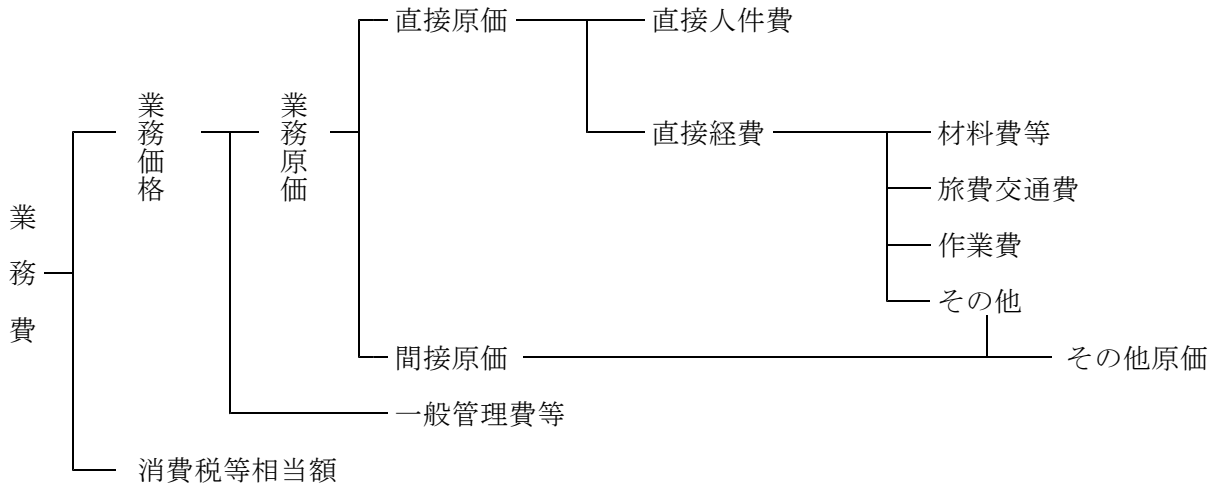 業務費
業務価格
業務原価
直接原価
直接人件費
直接経費
材料費等
旅費交通費
作業費
その他
間接原価
その他原価
一般管理費等
消費税等相当額